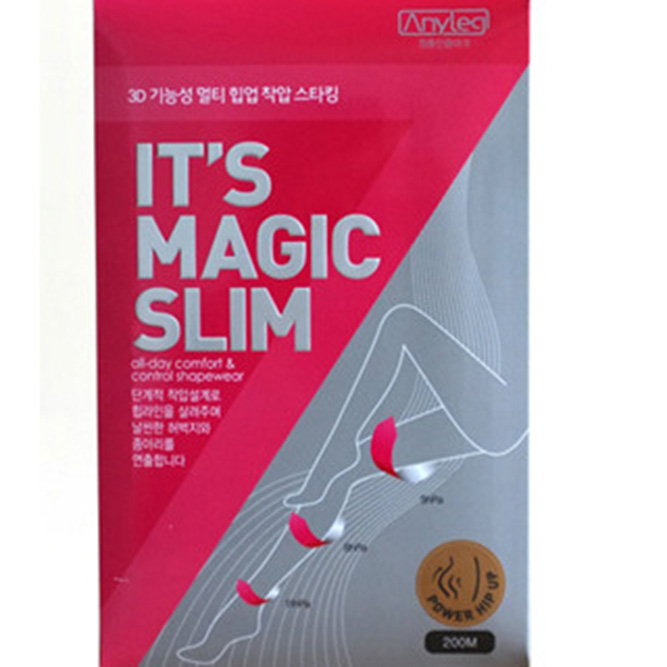 AnyLeg
3D 기능성 멀티 힙업 착압 스타킹
IT'S
MAGIC
SLIM
all-day comfort &
control shapewear
단계적 착압설계로
힙라인을 살려주며
날씬한 허벅지와
종아리를
연출합니다
9hPa
POWER HIP UP
200M